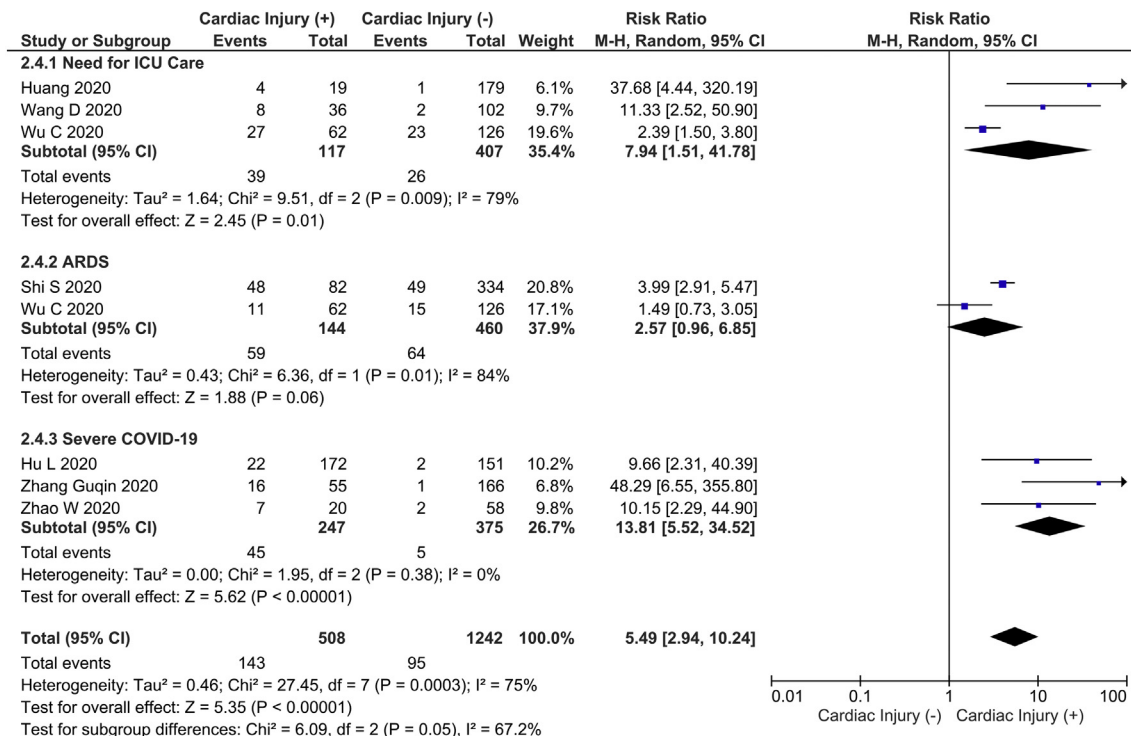 Cardiac Injury (+) Cardiac Injury (-) Risk Ratio Risk Ratio
Study or Subgroup Events Total Events Total Weight M-H, Random, 95% CI M-H, Random, 95% CI
2.4.1 Need for ICU Care
Huang 2020 4 19 1 179 6.1% 37.68 [4.44, 320.19]
Wang D 2020 8 36 2 102 9.7% 11.33 [2.52, 50.90]
Wu C 2020 27 62 23 126 19.6% 2.39 [1.50, 3.80]
Subtotal (95% CI) 117 407 35.4% 7.94 [1.51, 41.78]
Total events 39 26
Heterogeneity: Tau² = 1.64; Chi² = 9.51, df = 2 (P = 0.009); I² = 79%
Test for overall effect: Z = 2.45 (P = 0.01)
2.4.2 ARDS
Shi S 2020 48 82 49 334 20.8% 3.99 [2.91, 5.47]
Wu C 2020 11 62 15 126 17.1% 1.49 [0.73, 3.05]
Subtotal (95% CI) 144 460 37.9% 2.57 [0.96, 6.85]
Total events 59 64
Heterogeneity: Tau² = 0.43; Chi² = 6.36, df = 1 (P = 0.01); I² = 84%
Test for overall effect: Z = 1.88 (P = 0.06)
2.4.3 Severe COVID-19
Hu L 2020 22 172 2 151 10.2% 9.66 [2.31, 40.39]
Zhang Guqin 2020 16 55 1 166 6.8% 48.29 [6.55, 355.80]
Zhao W 2020 7 20 2 58 9.8% 10.15 [2.29, 44.90]
Subtotal (95% CI) 247 375 26.7% 13.81 [5.52, 34.52]
Total events 45 5
Heterogeneity: Tau² = 0.00; Chi² = 1.95, df = 2 (P = 0.38); I² = 0%
Test for overall effect: Z = 5.62 (P < 0.00001)
Total (95% CI) 508 1242 100.0% 5.49 [2.94, 10.24]
Total events 143 95
Heterogeneity: Tau² = 0.46; Chi² = 27.45, df = 7 (P = 0.0003); I² = 75%
Test for overall effect: Z = 5.35 (P < 0.00001)
Test for subgroup differences: Chi² = 6.09, df = 2 (P = 0.05), I² = 67.2%
0.01 0.1 1 10 100
Cardiac Injury (-) Cardiac Injury (+)